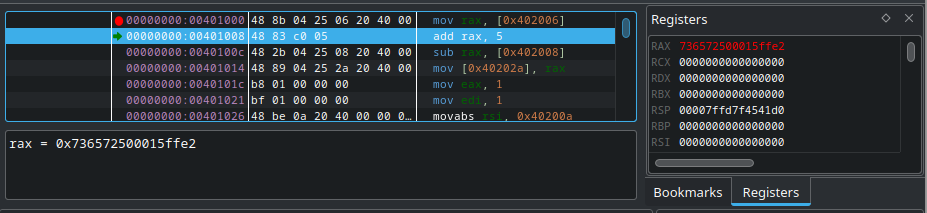 00000000:00401000 48 8b 04 25 06 20 40 00 mov rax, [0x402006]
00000000:00401008 48 83 c0 05 add rax, 5
00000000:0040100c 48 2b 04 25 08 20 40 00 sub rax, [0x402008]
00000000:00401014 48 89 04 25 2a 20 40 00 mov [0x40202a], rax
00000000:0040101c b8 01 00 00 00 mov eax, 1
00000000:00401021 bf 01 00 00 00 mov edi, 1
00000000:00401026 48 be 0a 20 40 00 00 0… movabs rsi, 0x40200a
rax = 0x736572500015ffe2
Registers
RAX 736572500015ffe2
RCX 0000000000000000
RDX 0000000000000000
RBX 0000000000000000
RSP 00007ffd7f4541d0
RBP 0000000000000000
RSI 0000000000000000
Bookmarks Registers